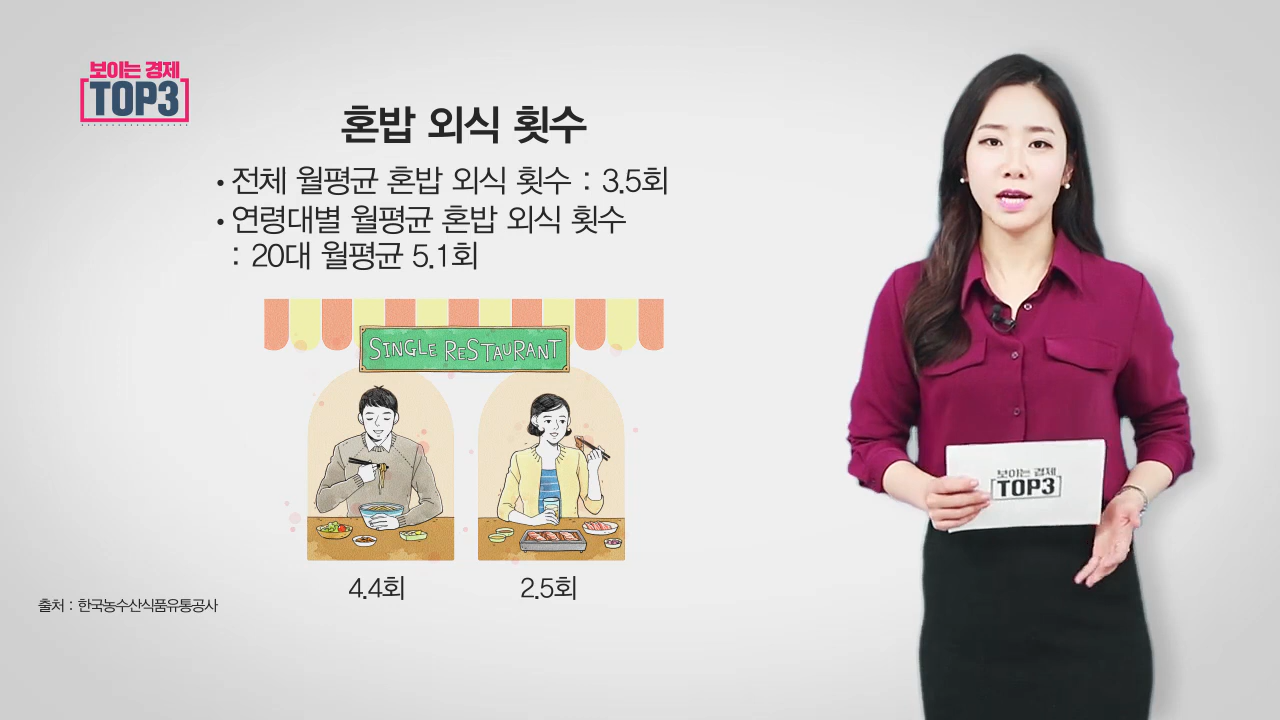 보이는 경제
TOP3
혼밥 외식 횟수
• 전체 월평균 혼밥 외식 횟수 : 3.5회
• 연령대별 월평균 혼밥 외식 횟수
: 20대 월평균 5.1회
SINGLE ReSTAURANT
4.4회
2.5회
출처 : 한국농수산식품유통공사
보이는 경제
TOP3